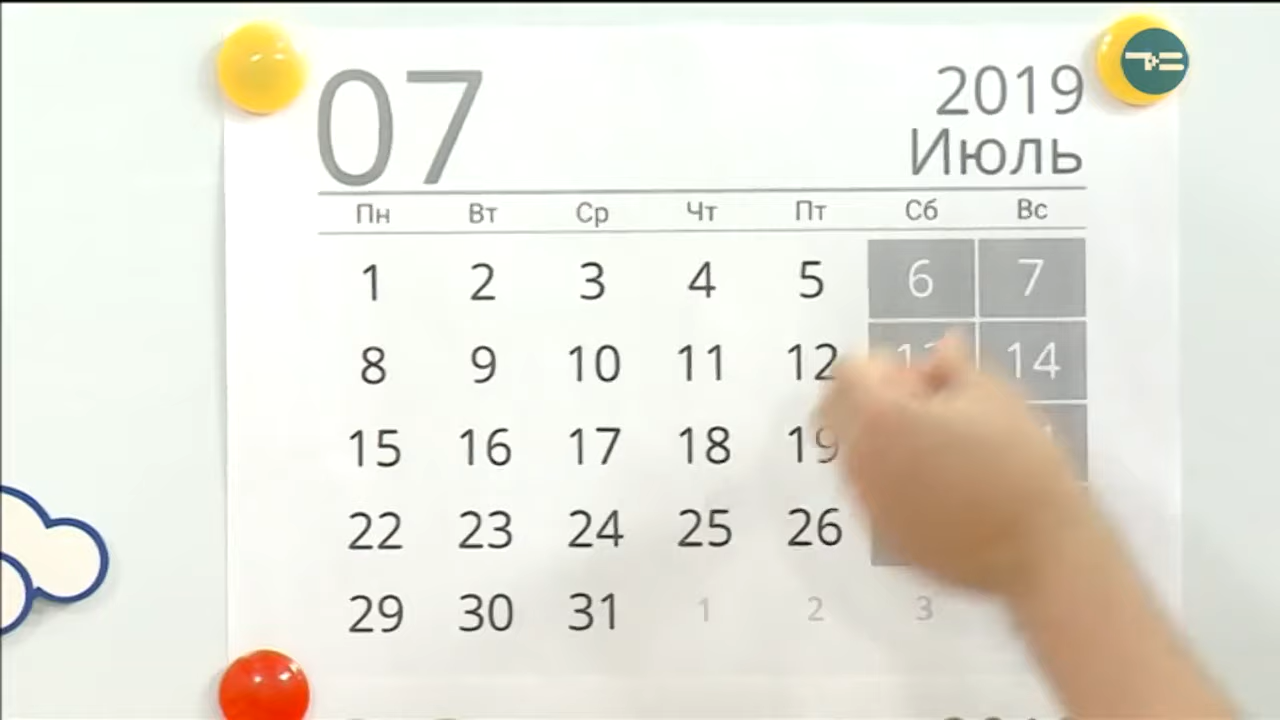 07
2019
Июль
Пн Вт Ср Чт Пт Сб Вс
1 2 3 4 5 6 7
8 9 10 11 12 13 14
15 16 17 18 19
22 23 24 25 26
29 30 31 1 2 3